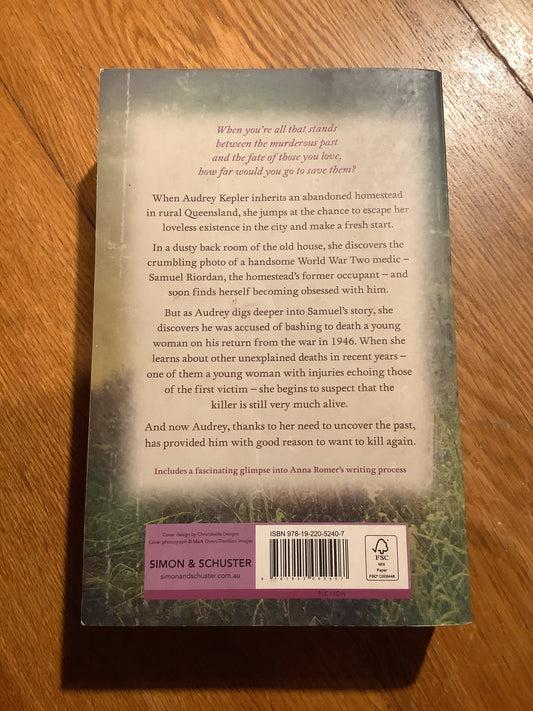 When you're all that stands
between the murderous past
and the fate of those you love,
how far would you go to save them?
When Audrey Kepler inherits an abandoned homestead
in rural Queensland, she jumps at the chance to escape her
loveless existence in the city and make a fresh start.
In a dusty back room of the old house, she discovers the
crumbling photo of a handsome World War Two medic –
Samuel Riordan, the homestead's former occupant – and
soon finds herself becoming obsessed with him.
But as Audrey digs deeper into Samuel's story, she
discovers he was accused of bashing to death a young
woman on his return from the war in 1946. When she
learns about other unexplained deaths in recent years –
one of them a young woman with injuries echoing those
of the first victim – she begins to suspect that the
killer is still very much alive.
And now Audrey, thanks to her need to uncover the past,
has provided him with good reason to want to kill again.
Includes a fascinating glimpse into Anna Romer's writing process
Cover design by Christabella Designs
Cover photograph © Mark Owen/Trevillion Images
SIMON & SCHUSTER
simonandschuster.com.au
ISBN 978-19-220-5240-7
FSC
MIX
Paper
FSC® C009448
FICTION